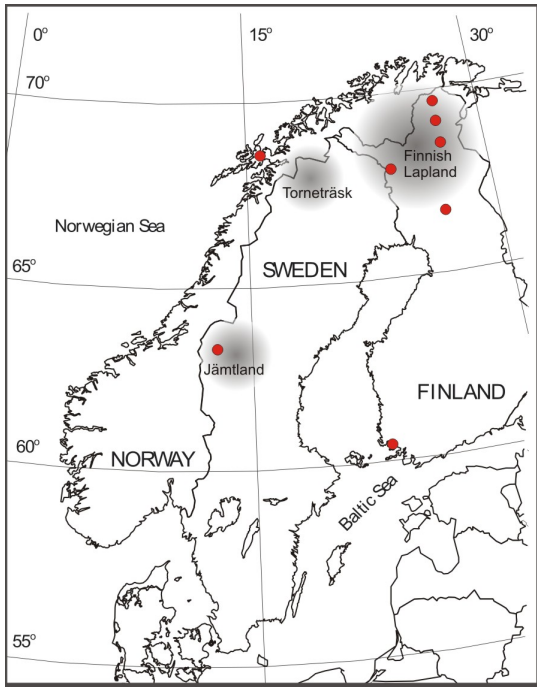 0°
15°
30°
70°
Finnish
Lapland
Torneträsk
Norwegian Sea
65°
SWEDEN
Jämtland
FINLAND
60°
NORWAY
Baltic Sea
55°